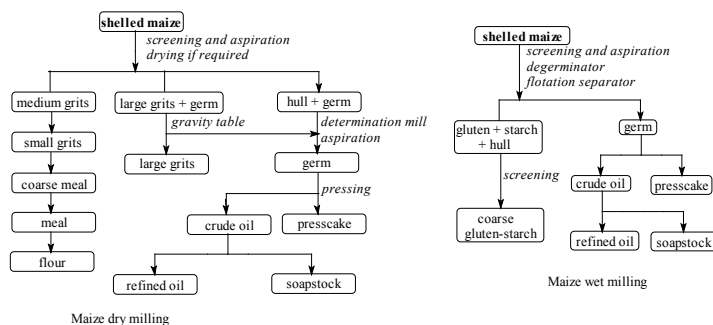 shelled maize
screening and aspiration
drying if required
medium grits
large grits + germ
hull + germ
gravity table
determination mill
aspiration
small grits
large grits
germ
coarse meal
pressing
meal
crude oil
presscake
flour
refined oil
soapstock
Maize dry milling
shelled maize
screening and aspiration
degerminator
flotation separator
gluten + starch
+ hull
germ
screening
crude oil
presscake
coarse
gluten-starch
refined oil
soapstock
Maize wet milling